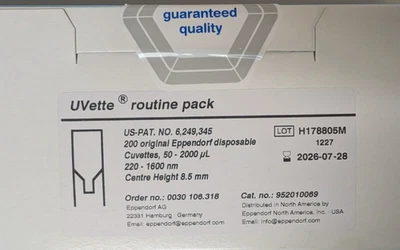 guaranteed
quality
UVette ® routine pack
US-PAT. NO. 6,249,345
200 original Eppendorf disposable
Cuvettes, 50 - 2000 µL
220 - 1600 nm
Centre Height 8.5 mm
LOT H178805M
1227
2026-07-28
Order no.: 0030 106.318
Eppendorf AG
22331 Hamburg · Germany
Email: eppendorf@eppendorf.com
Cat.no.: 952010069
Distributed in North America by
Eppendorf North America, Inc. · USA
Email: info@eppendorf.com